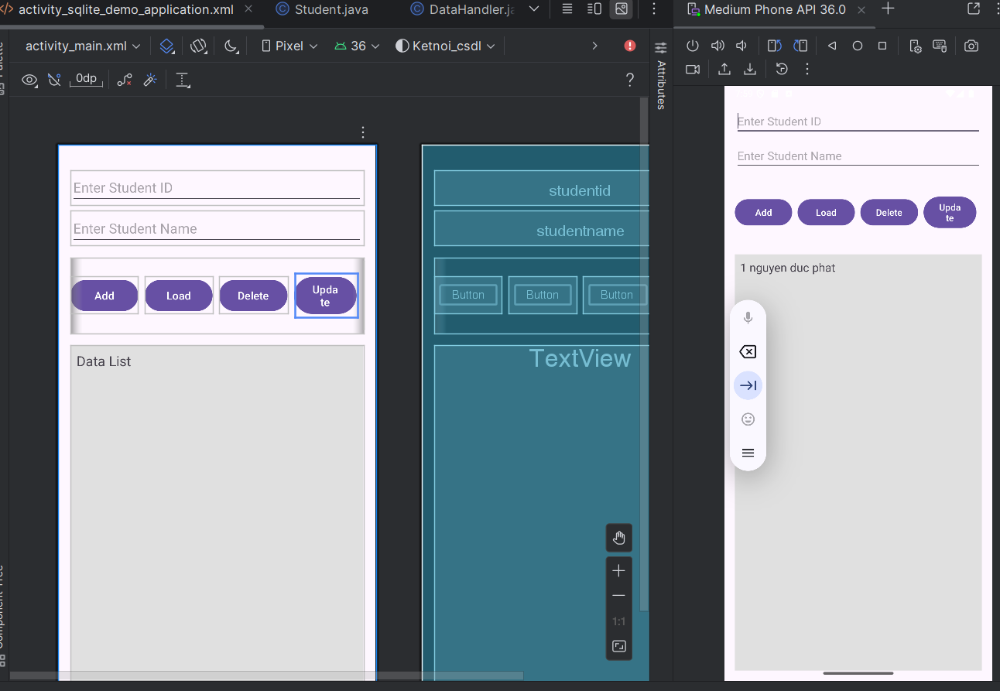 activity_sqlite_demo_application.xml
Student.java
DataHandler.ja
Medium Phone API 36.0
activity_main.xml
Pixel
36
Ketnoi_csdl
0dp
?
Attributes
Enter Student ID
Enter Student Name
Add
Load
Delete
Upda
te
Data List
studentid
studentname
Button
Button
Button
TextView
1:1
Enter Student ID
Enter Student Name
Add
Load
Delete
Upda
te
1 nguyen duc phat